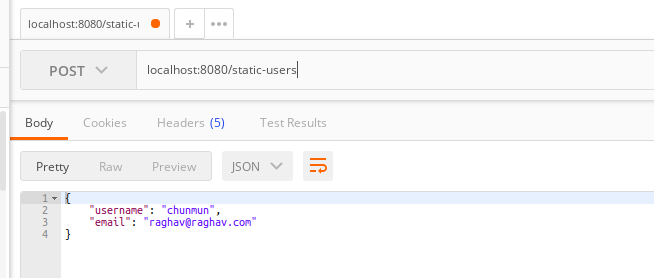 localhost:8080/static-u
+ •••
POST localhost:8080/static-users
Body Cookies Headers (5) Test Results
Pretty Raw Preview JSON
1 {
2 "username": "chunmun",
3 "email": "raghav@raghav.com"
4 }